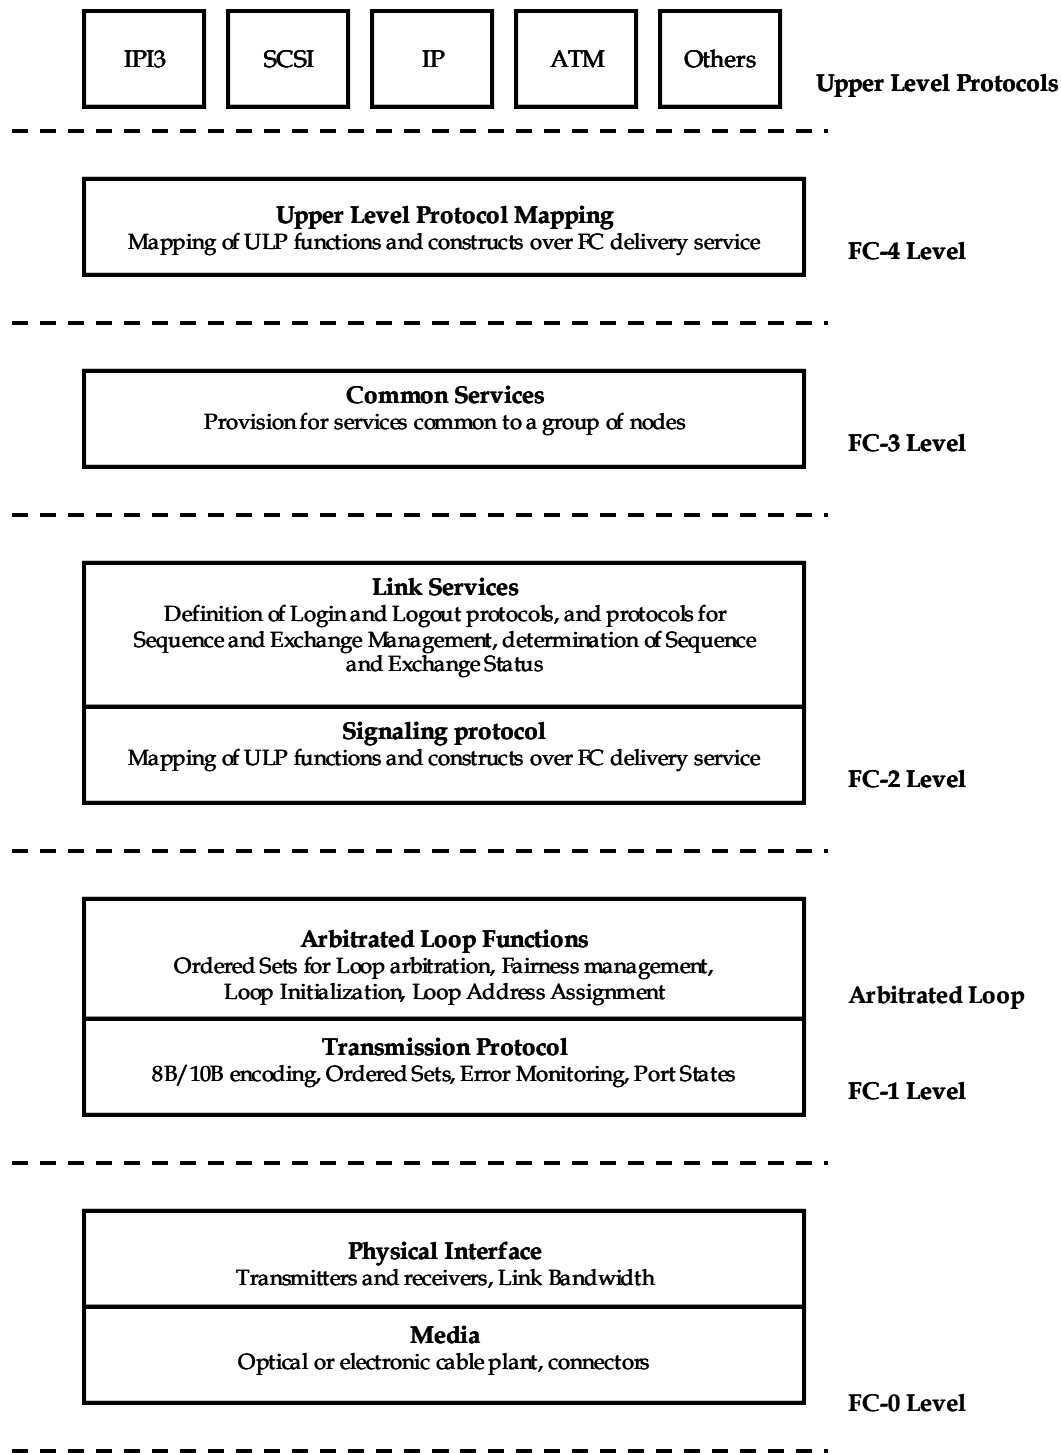 IPI3 SCSI IP ATM Others
Upper Level Protocols
Upper Level Protocol Mapping
Mapping of ULP functions and constructs over FC delivery service
FC-4 Level
Common Services
Provision for services common to a group of nodes
FC-3 Level
Link Services
Definition of Login and Logout protocols, and protocols for
Sequence and Exchange Management, determination of Sequence
and Exchange Status
Signaling protocol
Mapping of ULP functions and constructs over FC delivery service
FC-2 Level
Arbitrated Loop Functions
Ordered Sets for Loop arbitration, Fairness management,
Loop Initialization, Loop Address Assignment
Arbitrated Loop
Transmission Protocol
8B/10B encoding, Ordered Sets, Error Monitoring, Port States
FC-1 Level
Physical Interface
Transmitters and receivers, Link Bandwidth
Media
Optical or electronic cable plant, connectors
FC-0 Level